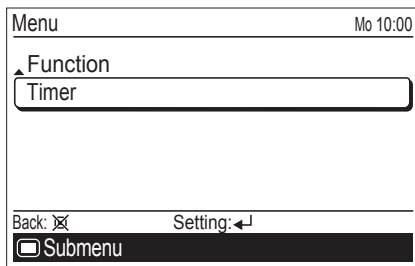 Menu Mo 10:00
Function
Timer
Back: Setting:
Submenu